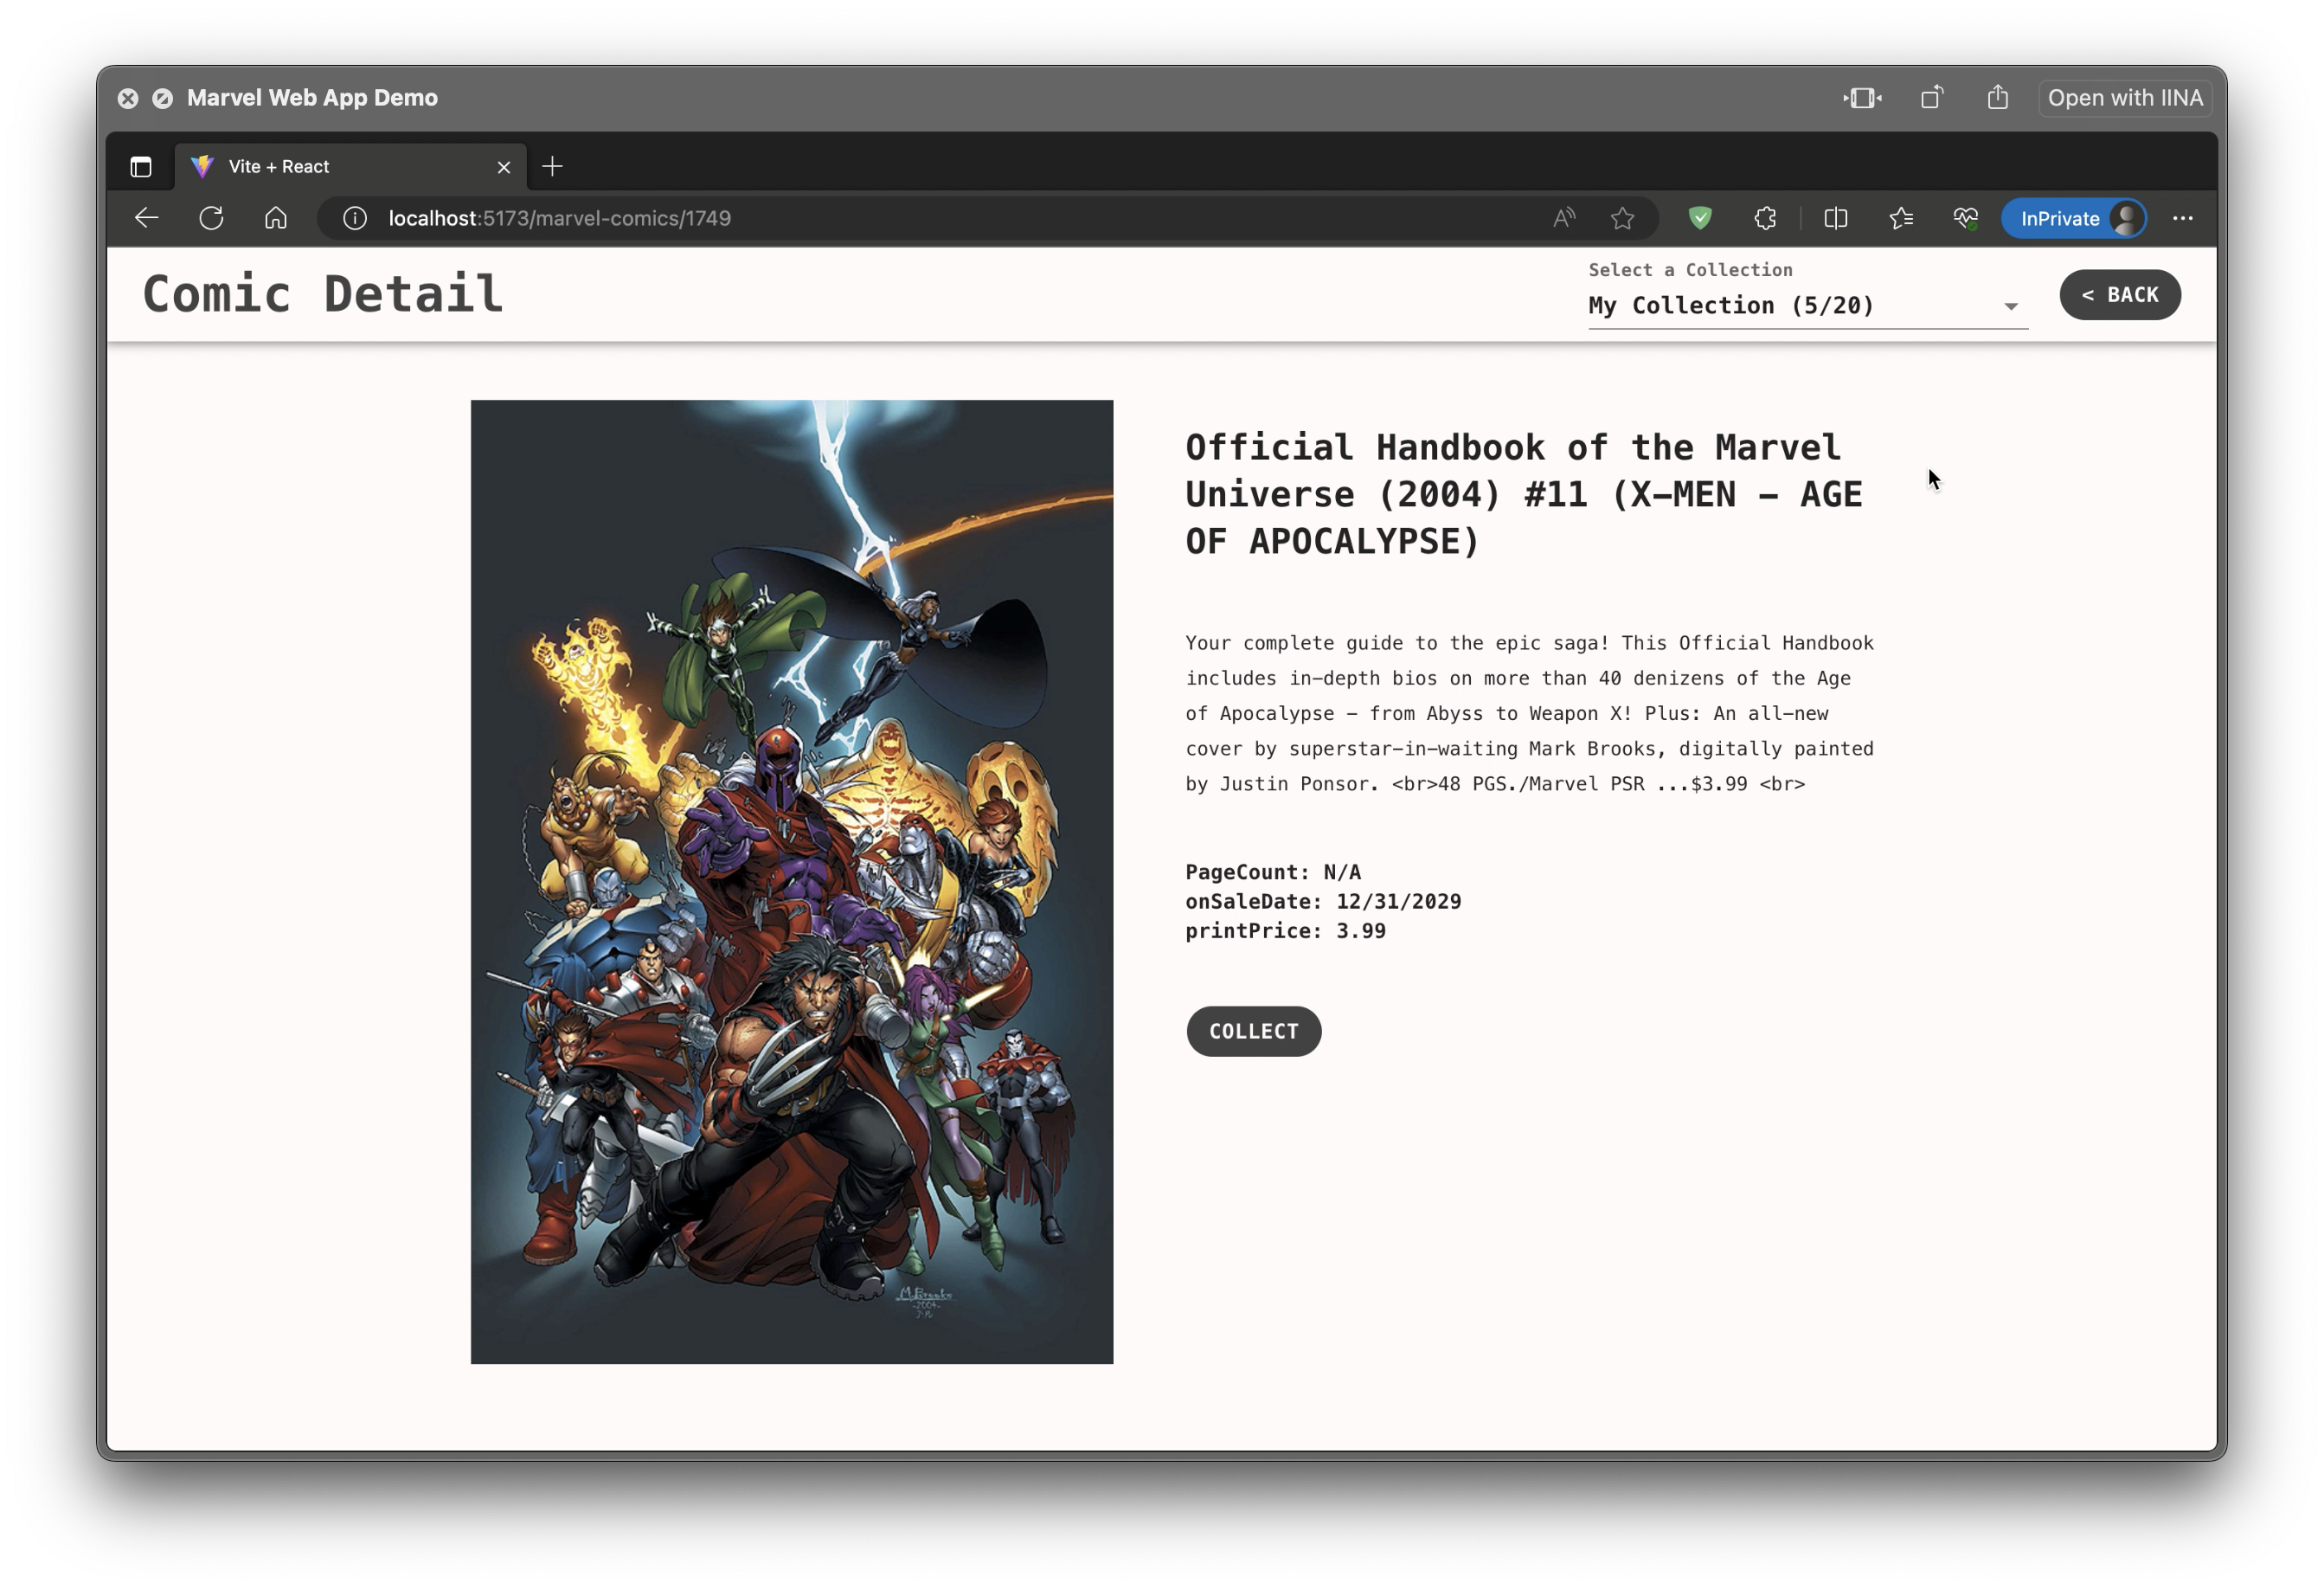 Marvel Web App Demo
Open with IINA
Vite + React
localhost:5173/marvel-comics/1749
InPrivate
Comic Detail
Select a Collection
My Collection (5/20)
< BACK
Official Handbook of the Marvel
Universe (2004) #11 (X-MEN - AGE
OF APOCALYPSE)
Your complete guide to the epic saga! This Official Handbook
includes in-depth bios on more than 40 denizens of the Age
of Apocalypse - from Abyss to Weapon X! Plus: An all-new
cover by superstar-in-waiting Mark Brooks, digitally painted
by Justin Ponsor. <br>48 PGS./Marvel PSR ...$3.99 <br>
PageCount: N/A
onSaleDate: 12/31/2029
printPrice: 3.99
COLLECT
M.Brooks
-2004-